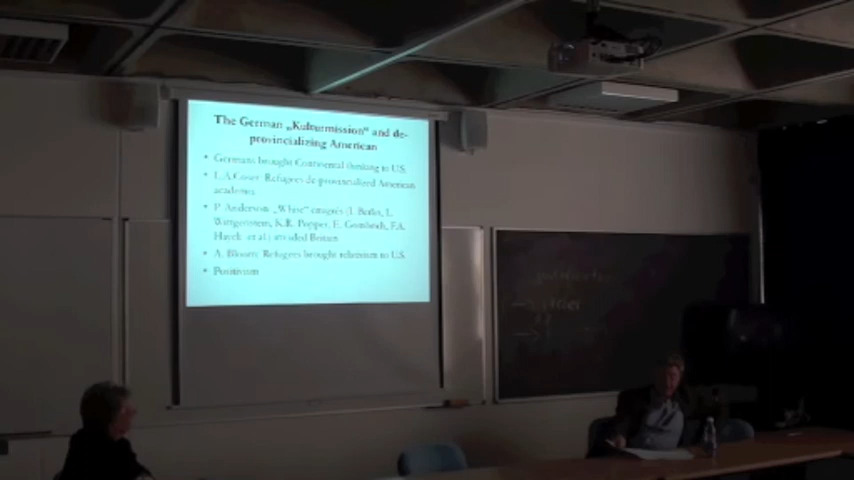 The German „Kulturmission" and de-
provincializing American
• Germans brought Continental thinking to U.S.
• L.A.Coser: Refugees de-provincialized American
academia
• P. Anderson: „White" emigrés (I. Berlin, L.
Wittgenstein, K.R. Popper, E. Gombrich, F.A.
Hayek et al.) invaded Britain
• A. Bloom: Refugees brought relativism to U.S.
• Positivism